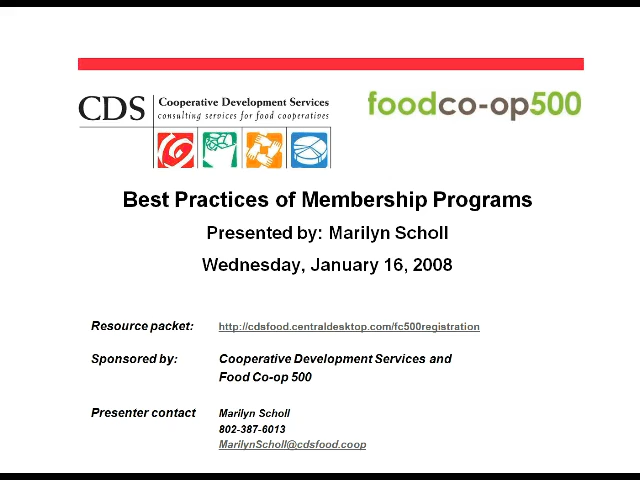 CDS
Cooperative Development Services
consulting services for food cooperatives
foodco-op500
Best Practices of Membership Programs
Presented by: Marilyn Scholl
Wednesday, January 16, 2008
Resource packet: http://cdsfood.centraldesktop.com/fc500registration
Sponsored by: Cooperative Development Services and
Food Co-op 500
Presenter contact Marilyn Scholl
802-387-6013
MarilynScholl@cdsfood.coop